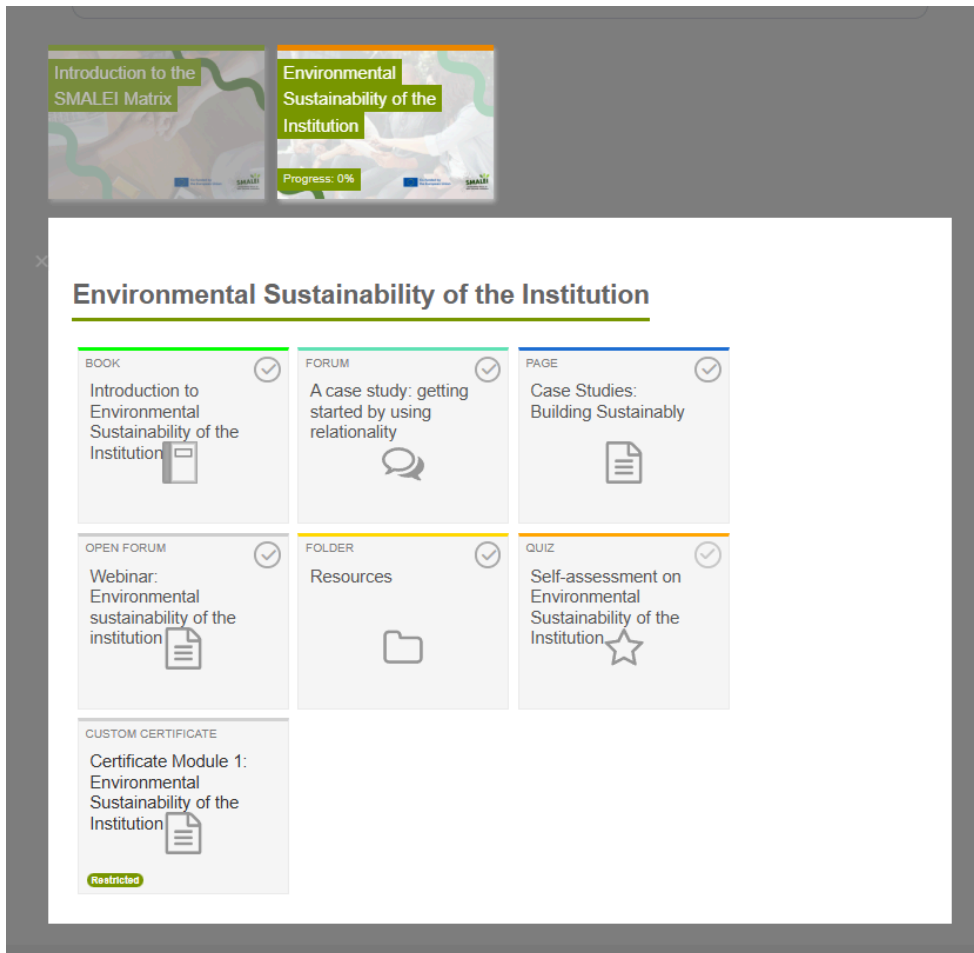 Introduction to the
SMALEI Matrix
Environmental
Sustainability of the
Institution
Progress: 0%
SMALEI
SMALEI
Environmental Sustainability of the Institution
BOOK
Introduction to
Environmental
Sustainability of the
Institution
FORUM
A case study: getting
started by using
relationality
PAGE
Case Studies:
Building Sustainably
OPEN FORUM
Webinar:
Environmental
sustainability of the
institution
FOLDER
Resources
QUIZ
Self-assessment on
Environmental
Sustainability of the
Institution
CUSTOM CERTIFICATE
Certificate Module 1:
Environmental
Sustainability of the
Institution
Restricted